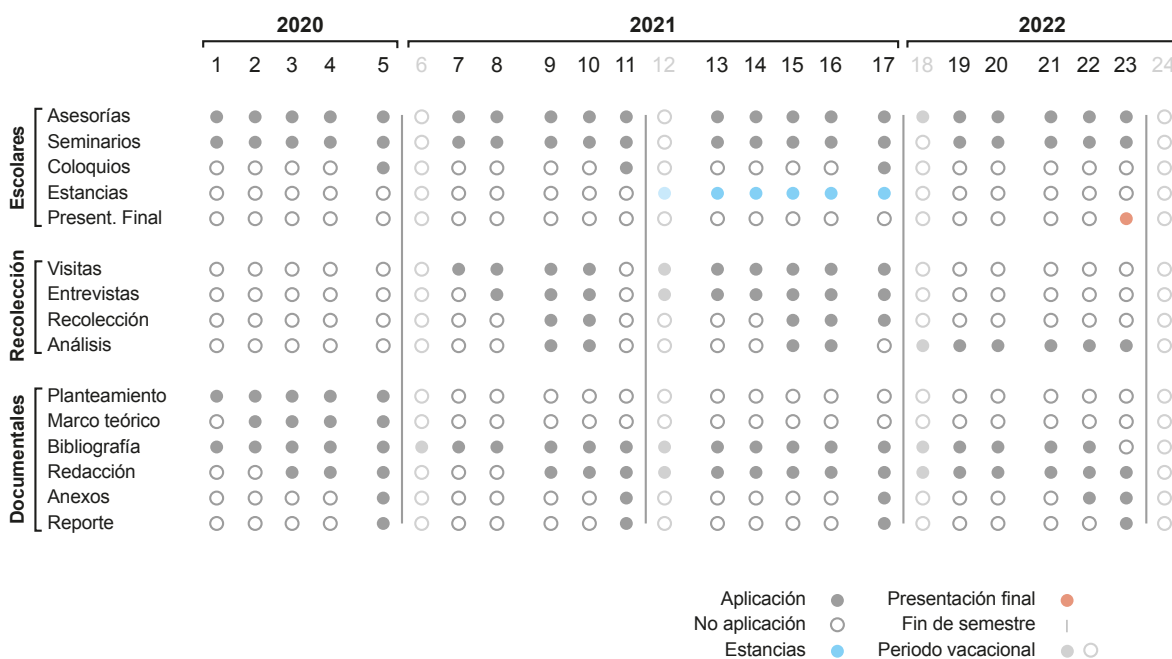 2020 2021 2022
1 2 3 4 5 6 7 8 9 10 11 12 13 14 15 16 17 18 19 20 21 22 23 24
Escolares
Asesorías
Seminarios
Coloquios
Estancias
Present. Final
Recolección
Visitas
Entrevistas
Recolección
Análisis
Documentales
Planteamiento
Marco teórico
Bibliografía
Redacción
Anexos
Reporte
Aplicación Presentación final
No aplicación Fin de semestre
Estancias Periodo vacacional